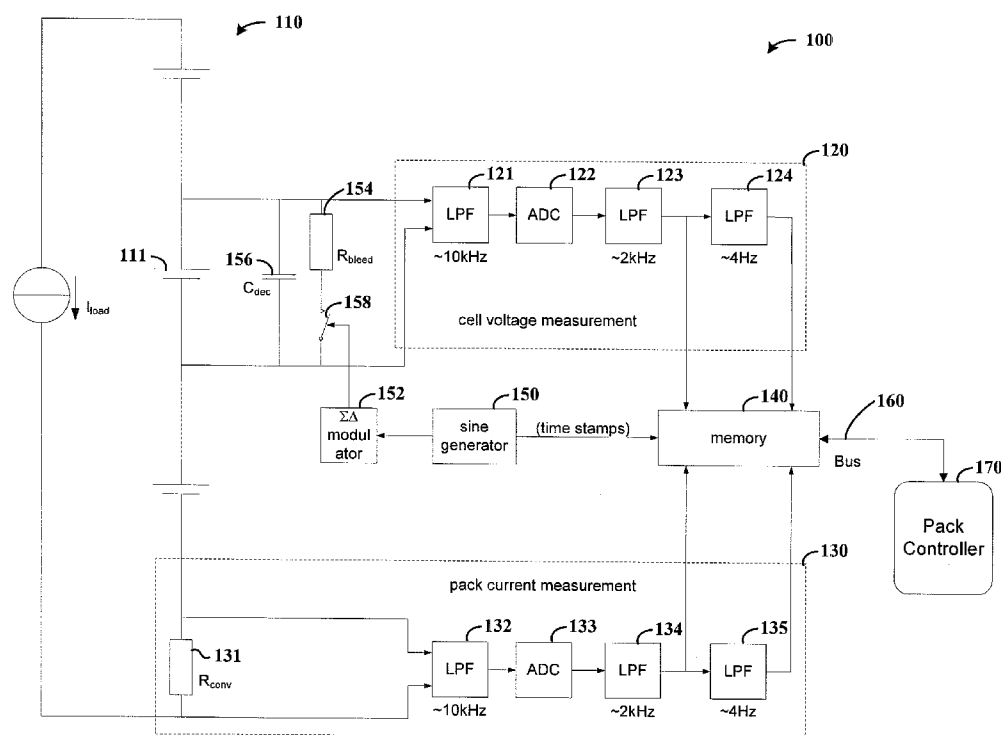 110
100
120
121
122
123
124
LPF
ADC
LPF
LPF
~10kHz
~2kHz
~4Hz
154
R_bleed
111
156
C_dec
158
I_load
cell voltage measurement
152
ΣΔ
modul
ator
150
sine
generator
(time stamps)
140
memory
160
Bus
170
Pack
Controller
130
pack current measurement
131
R_conv
132
133
134
135
LPF
ADC
LPF
LPF
~10kHz
~2kHz
~4Hz